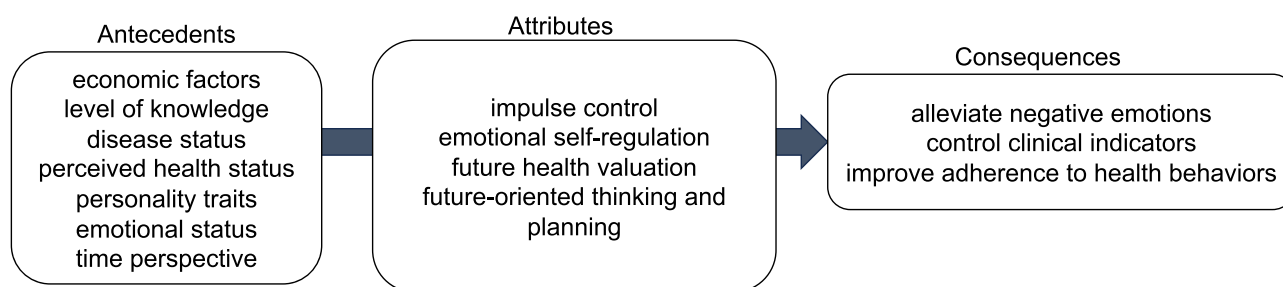 Antecedents
economic factors
level of knowledge
disease status
perceived health status
personality traits
emotional status
time perspective
Attributes
impulse control
emotional self-regulation
future health valuation
future-oriented thinking and
planning
Consequences
alleviate negative emotions
control clinical indicators
improve adherence to health behaviors